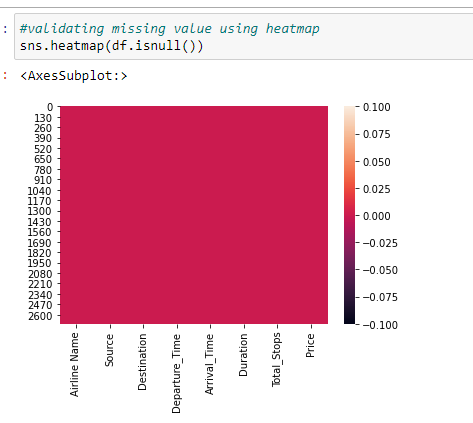 : #validating missing value using heatmap
sns.heatmap(df.isnull())
: <AxesSubplot:>
0
130
260
390
520
650
780
910
1040
1170
1300
1430
1560
1690
1820
1950
2080
2210
2340
2470
2600
0.100
0.075
0.050
0.025
0.000
−0.025
−0.050
−0.075
−0.100
Airline Name
Source
Destination
Departure_Time
Arrival_Time
Duration
Total_Stops
Price